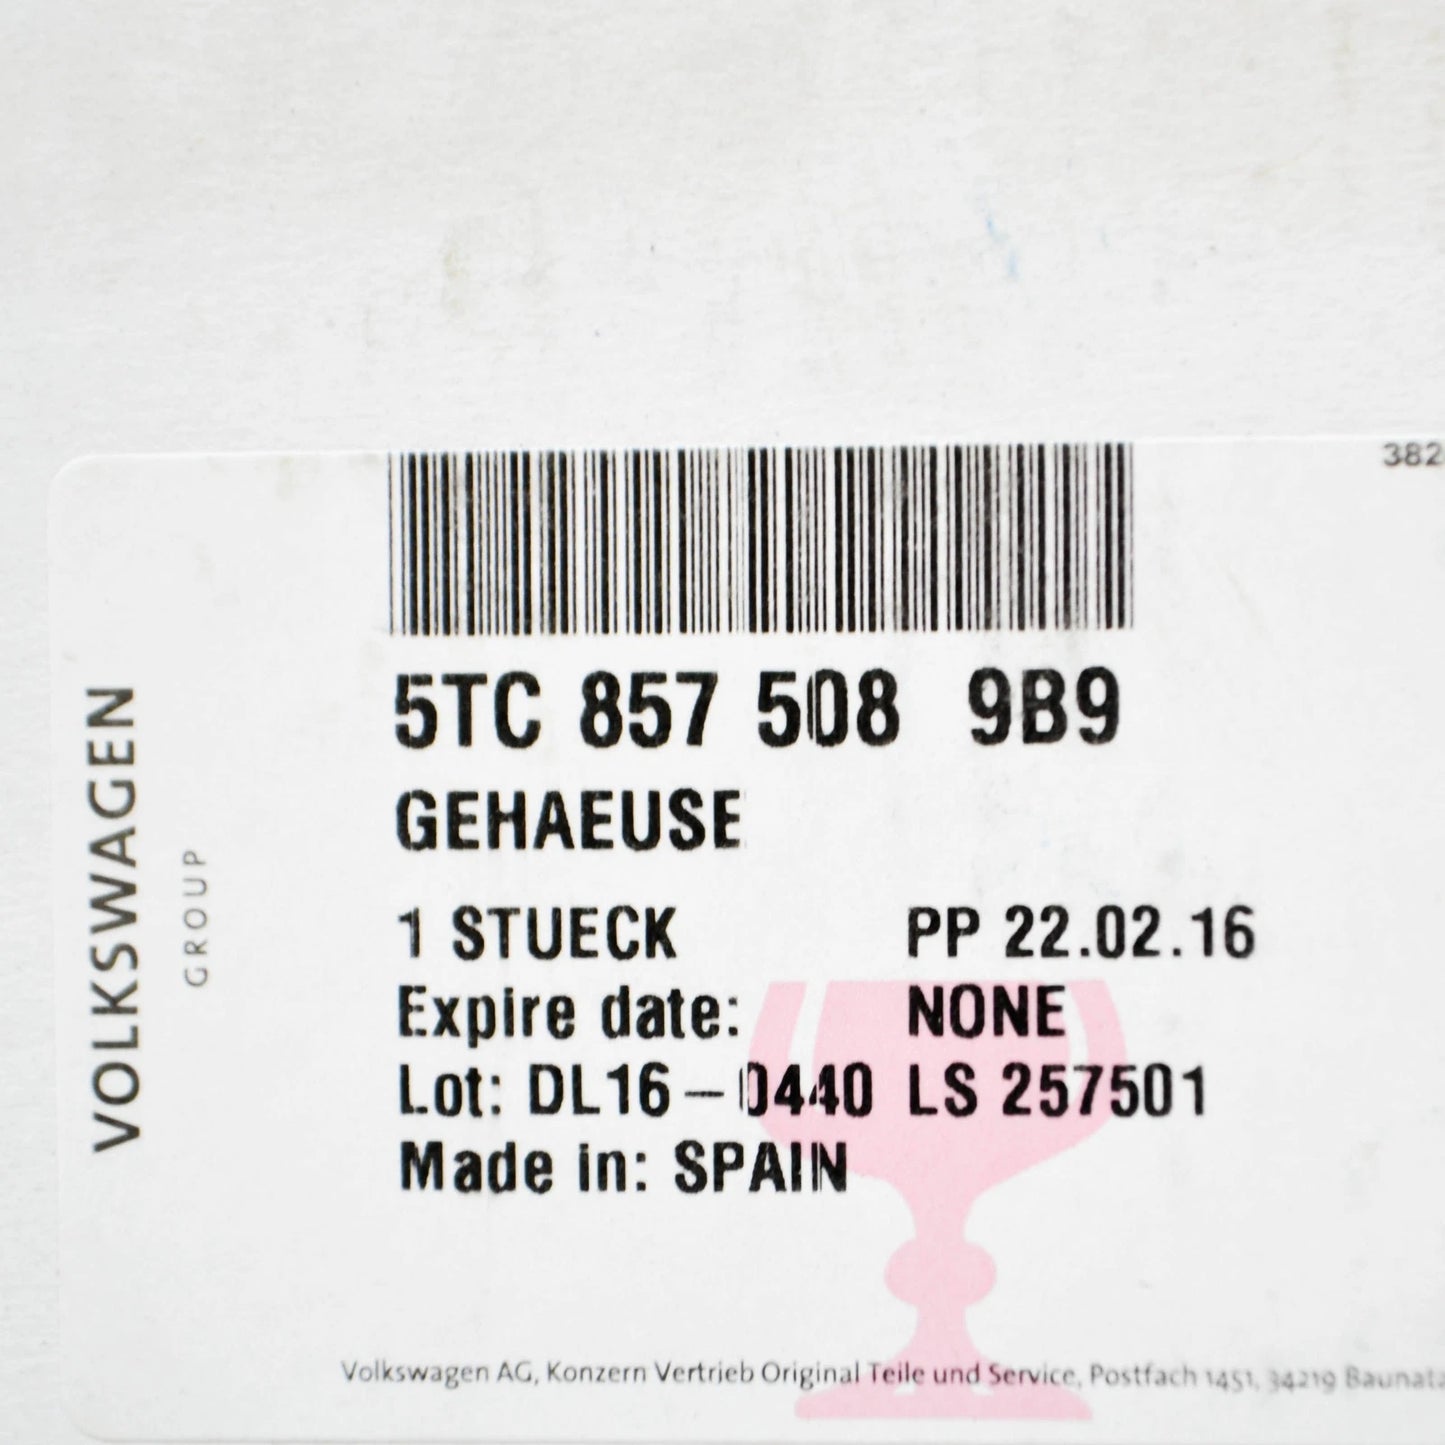 382
5TC 857 508 9B9
GEHAEUSE
1 STUECK PP 22.02.16
Expire date: NONE
Lot: DL16-0440 LS 257501
Made in: SPAIN
VOLKSWAGEN
GROUP
Volkswagen AG, Konzern Vertrieb Original Teile und Service, Postfach 1451, 34219 Baunata